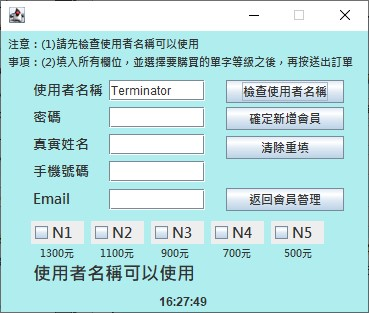 注意：(1)請先檢查使用者名稱可以使用
事項：(2)填入所有欄位，並選擇要購買的單字等級之後，再按送出訂單
使用者名稱 Terminator 檢查使用者名稱
密碼 確定新增會員
真實姓名 清除重填
手機號碼
Email 返回會員管理
N1 N2 N3 N4 N5
1300元 1100元 900元 700元 500元
使用者名稱可以使用
16:27:49